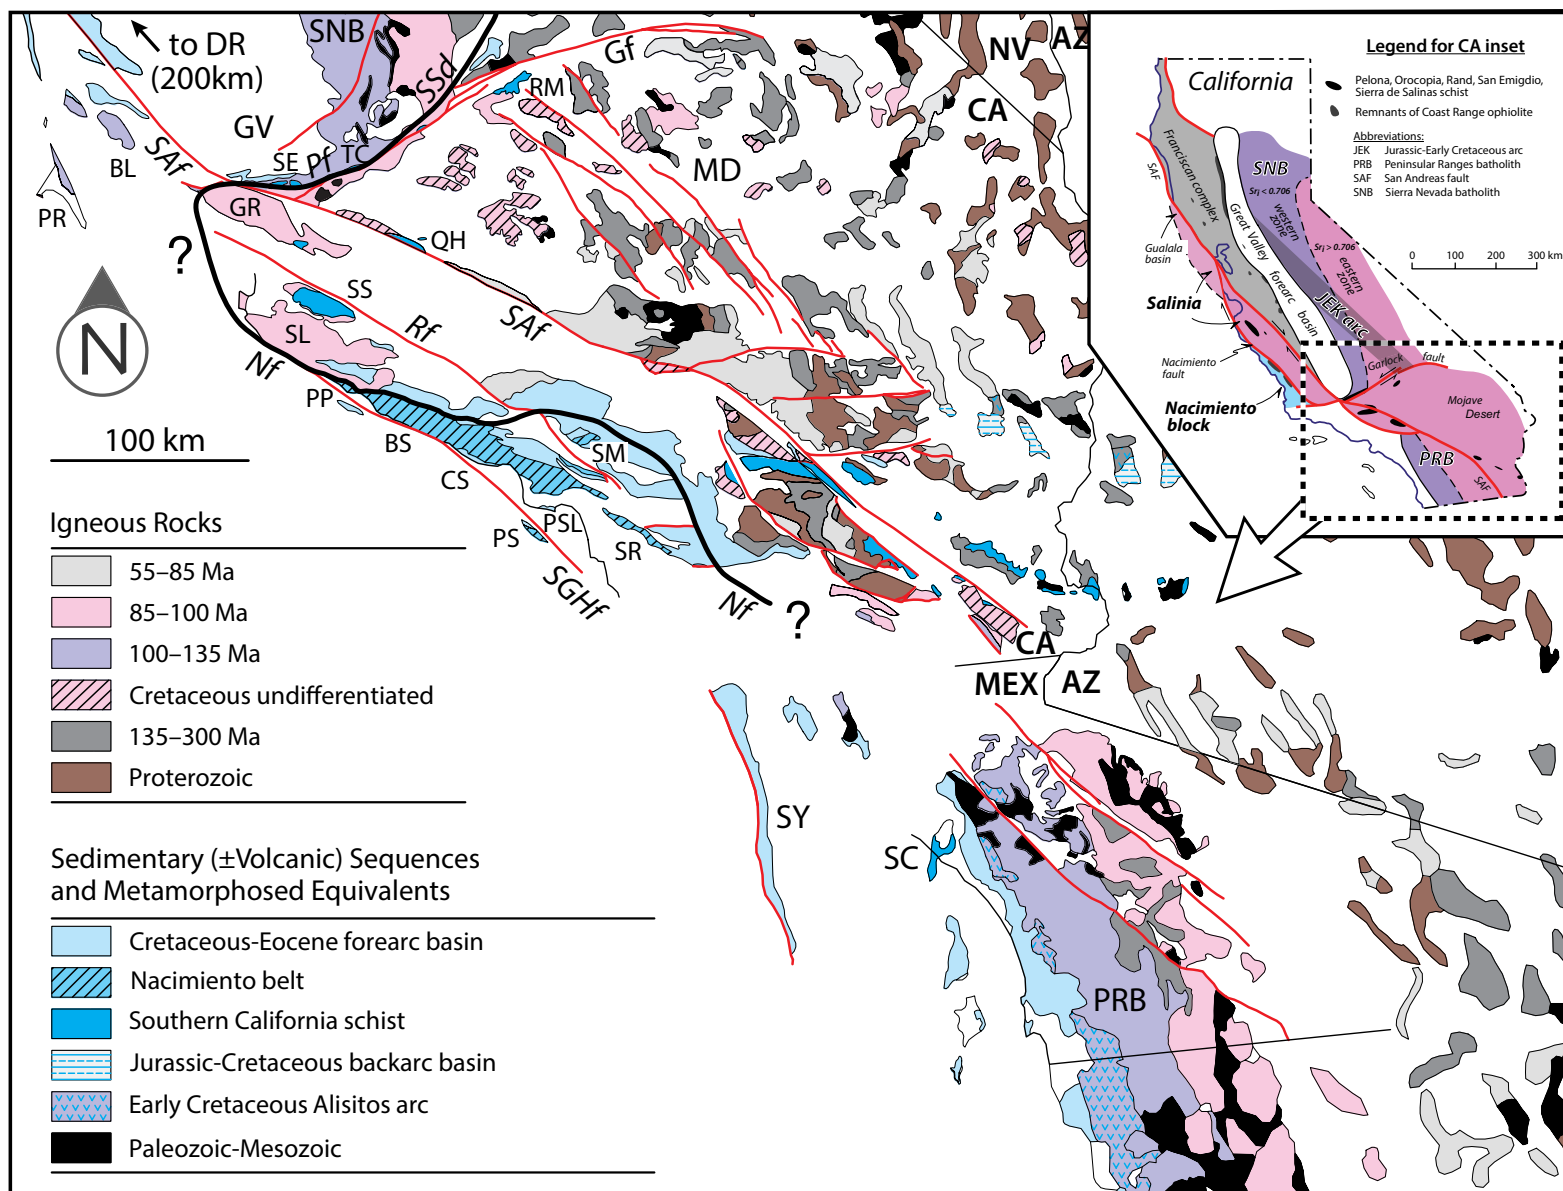 to DR
(200km)
SNB
SSd
Gf
RM
NV
AZ
CA
GV
SE
Pf
TC
SAf
BL
PR
GR
?
QH
MD
SS
SL
Rf
SAf
Nf
PP
BS
CS
SM
PS
PSL
SR
SGHf
Nf
?
CA
MEX
AZ
SY
SC
PRB
N
100 km
Igneous Rocks
55–85 Ma
85–100 Ma
100–135 Ma
Cretaceous undifferentiated
135–300 Ma
Proterozoic
Sedimentary (±Volcanic) Sequences
and Metamorphosed Equivalents
Cretaceous-Eocene forearc basin
Nacimiento belt
Southern California schist
Jurassic-Cretaceous backarc basin
Early Cretaceous Alisitos arc
Paleozoic-Mesozoic
Legend for CA inset
Pelona, Orocopia, Rand, San Emigdio,
Sierra de Salinas schist
Remnants of Coast Range ophiolite
Abbreviations:
JEK Jurassic-Early Cretaceous arc
PRB Peninsular Ranges batholith
SAF San Andreas fault
SNB Sierra Nevada batholith
0 100 200 300 km
California
Franciscan complex
SAF
SNB
Sri < 0.706
western
zone
Sri > 0.706
eastern
zone
Great Valley forearc basin
JEK arc
Gualala
basin
Salinia
Nacimiento
fault
Nacimiento
block
Garlock fault
Mojave
Desert
PRB
SAF